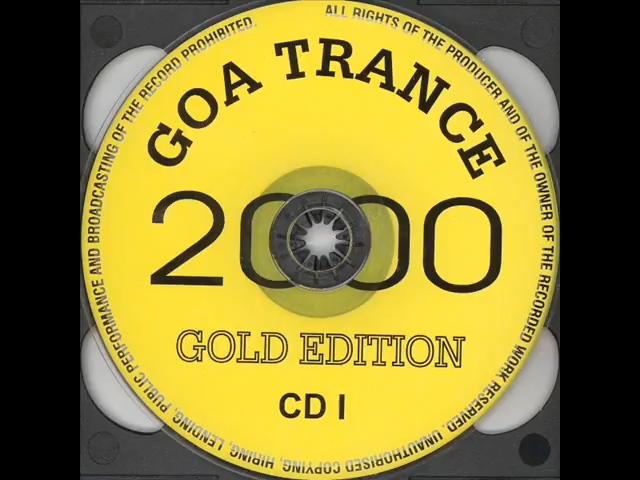 GOA TRANCE
2000
GOLD EDITION
CD I
ALL RIGHTS OF THE PRODUCER AND OF THE OWNER OF THE RECORDED WORK RESERVED. UNAUTHORISED COPYING, HIRING, LENDING, PUBLIC PERFORMANCE AND BROADCASTING OF THE RECORD PROHIBITED.